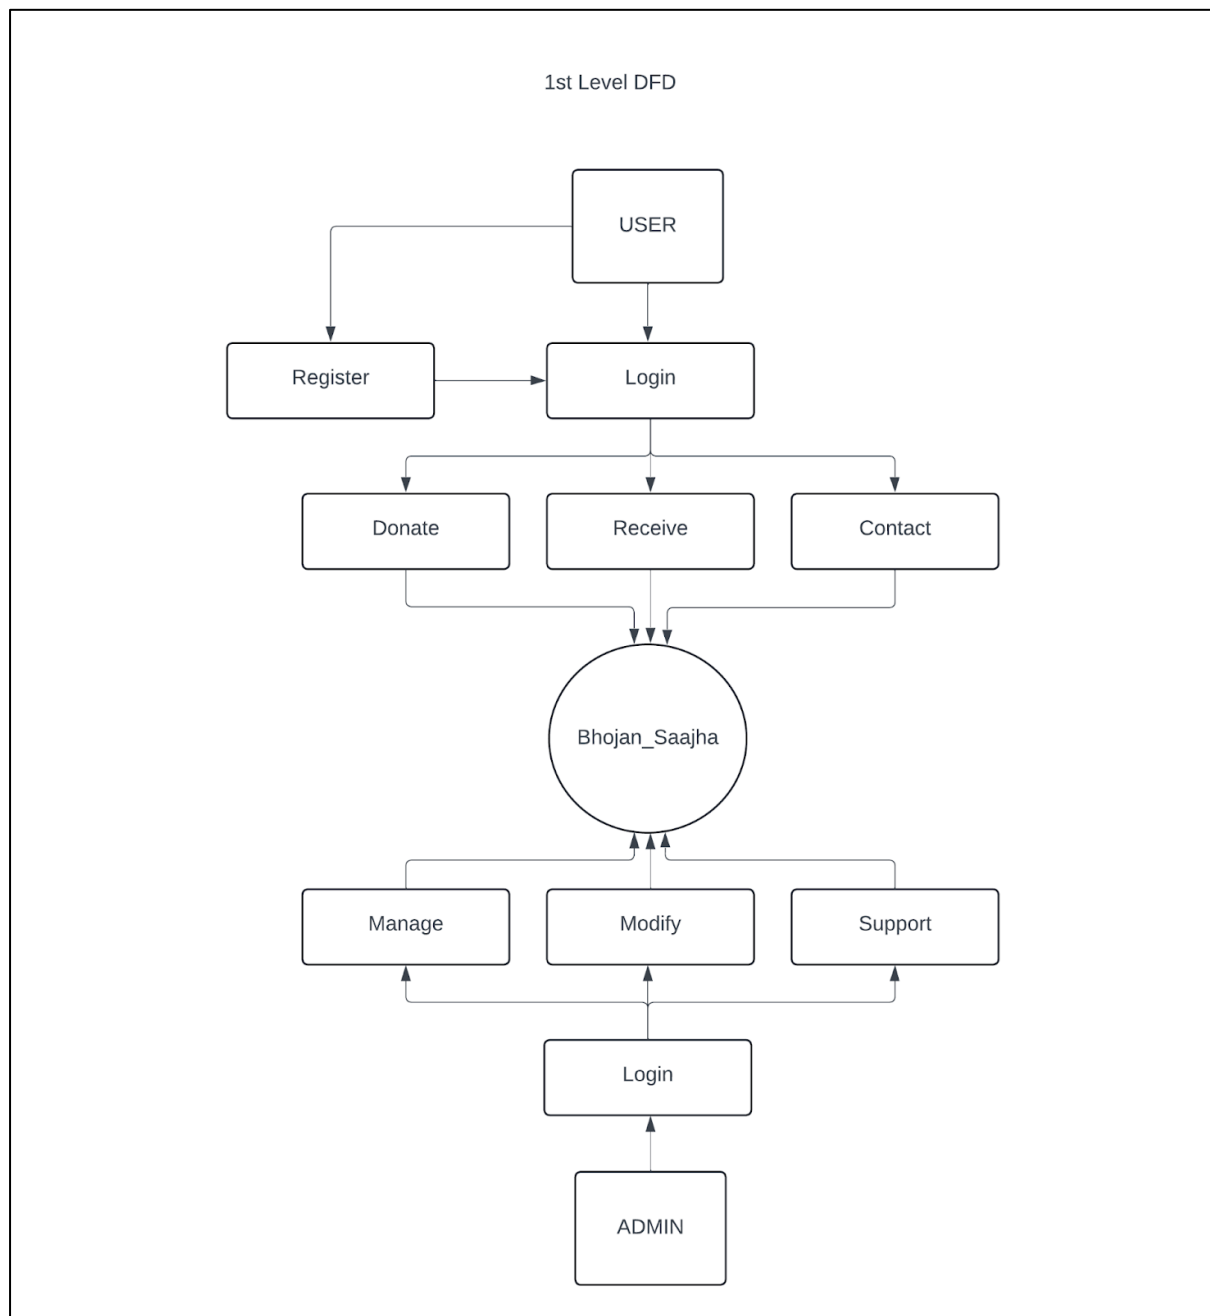 1st Level DFD
USER
Register
Login
Donate
Receive
Contact
Bhojan_Saajha
Manage
Modify
Support
Login
ADMIN